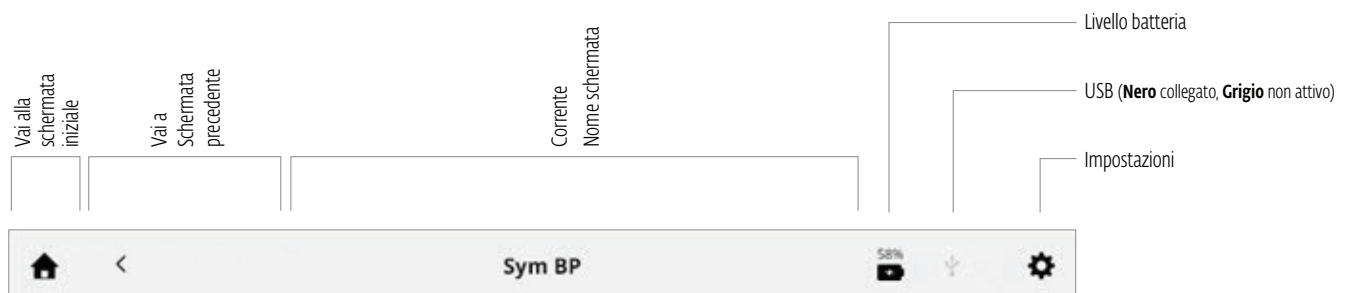 Vai alla
schermata
iniziale
Vai a
Schermata
precedente
Corrente
Nome schermata
Livello batteria
USB (Nero collegato, Grigio non attivo)
Impostazioni
Sym BP
58%